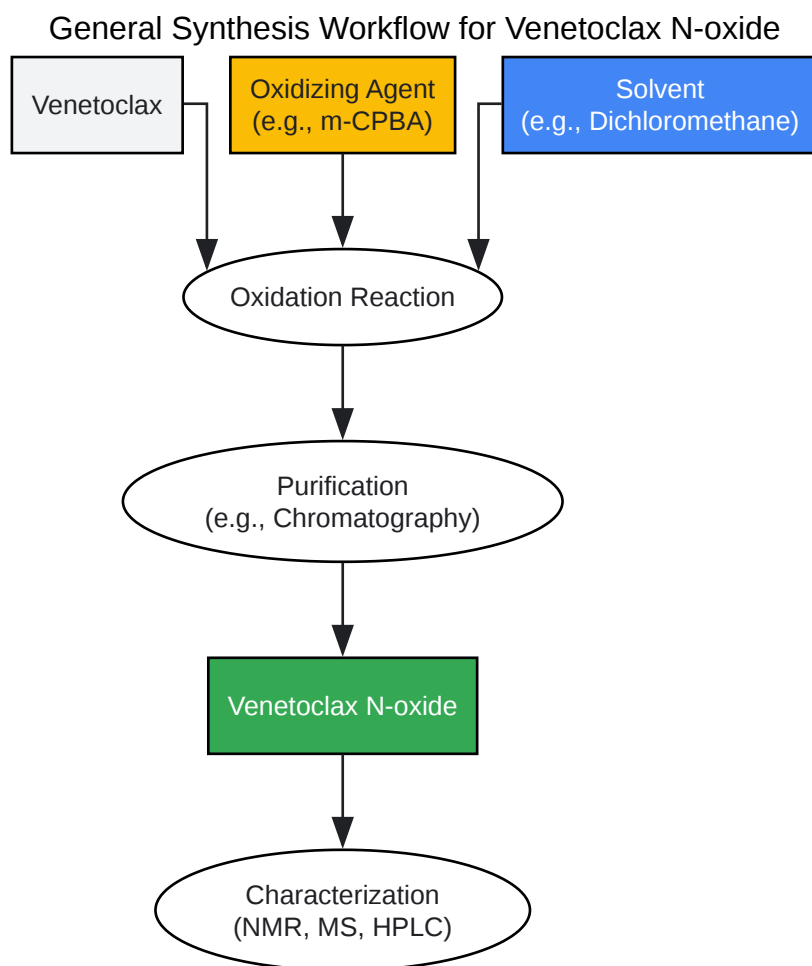 General Synthesis Workflow for Venetoclax N-oxide
Venetoclax
Oxidizing Agent
(e.g., m-CPBA)
Solvent
(e.g., Dichloromethane)
Oxidation Reaction
Purification
(e.g., Chromatography)
Venetoclax N-oxide
Characterization
(NMR, MS, HPLC)